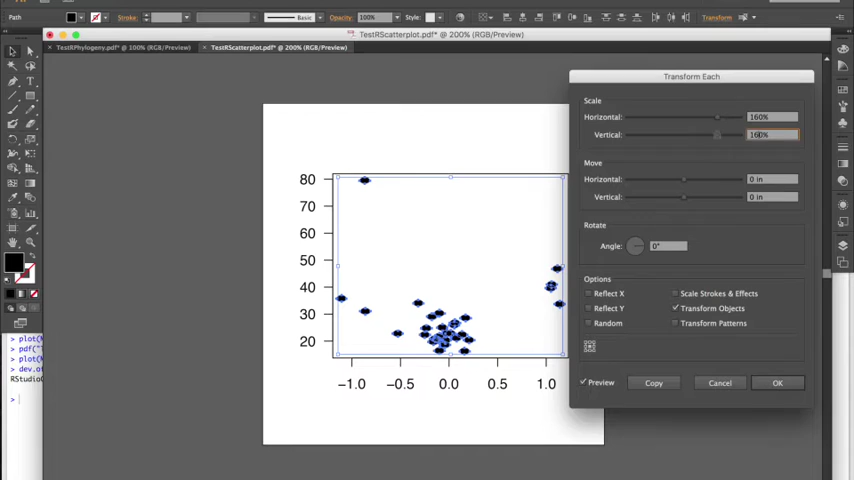 Path
Stroke:
Basic
Opacity:
100%
Style:
Transform
TestRScatterplot.pdf* @ 200% (RGB/Preview)
TestRPhylogeny.pdf* @ 100% (RGB/Preview)
TestRScatterplot.pdf* @ 200% (RGB/Preview)
Transform Each
Scale
Horizontal:
160%
Vertical:
160%
Move
Horizontal:
0 in
Vertical:
0 in
Rotate
Angle:
0°
Options
Reflect X
Scale Strokes & Effects
Reflect Y
Transform Objects
Random
Transform Patterns
Preview
Copy
Cancel
OK
80
70
60
50
40
30
20
−1.0
−0.5
0.0
0.5
1.0
> plot(M
> pdf("T
> plot(M
> dev.of
RStudioG
>